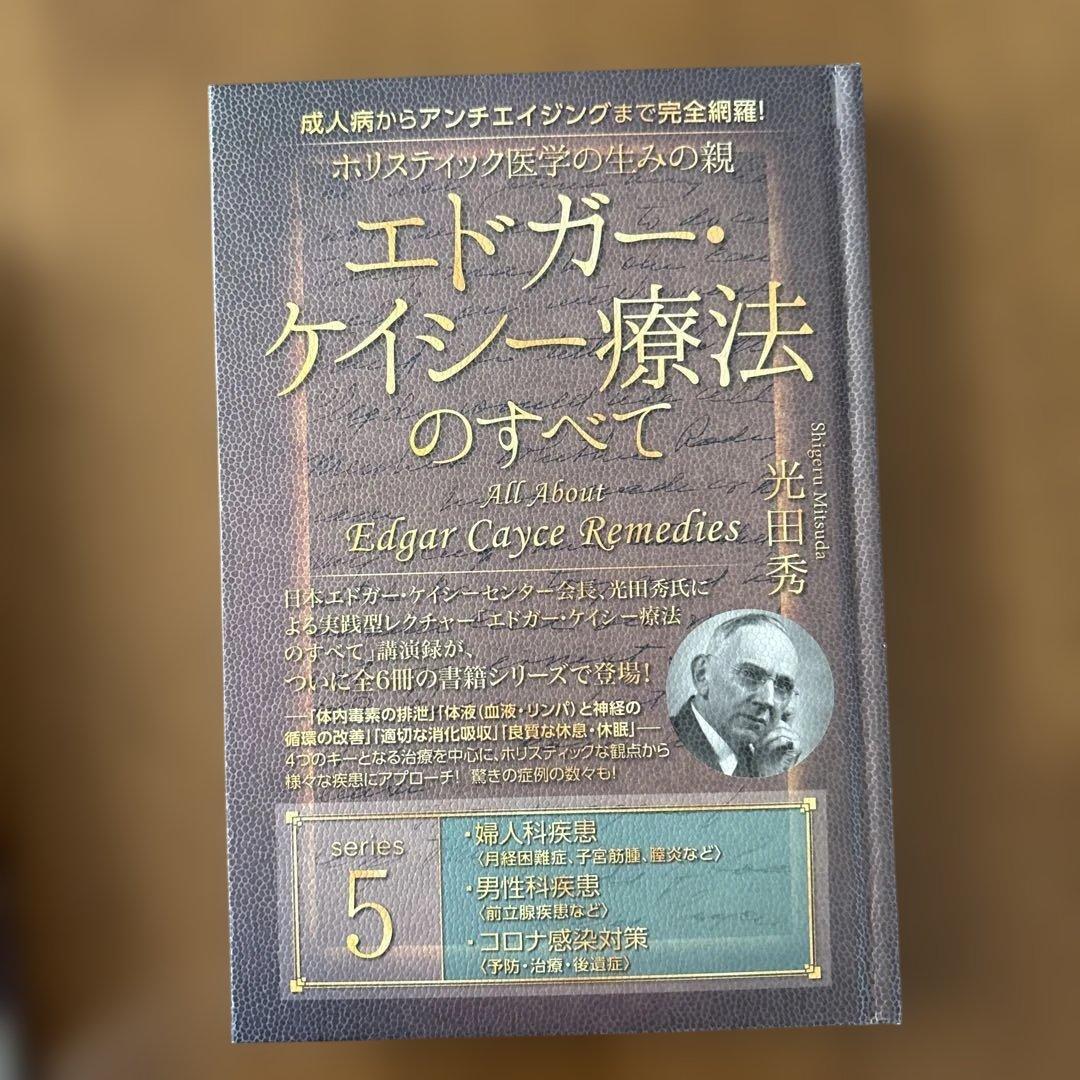 成人病からアンチエイジングまで完全網羅!
ホリスティック医学の生みの親
エドガー・
ケイシー療法
のすべて
All About
Edgar Cayce Remedies
Shigeru Mitsuda
光田秀
日本エドガー・ケイシーセンター会長、光田秀氏に
よる実践型レクチャー「エドガー・ケイシー療法
のすべて」講演録が、
ついに全6冊の書籍シリーズで登場!
―「体内毒素の排泄」「体液(血液・リンパ)と神経の
循環の改善」「適切な消化吸収」「良質な休息・休眠」―
4つのキーとなる治療を中心に、ホリスティックな観点から
様々な疾患にアプローチ! 驚きの症例の数々も!
series
5
・婦人科疾患
〈月経困難症、子宮筋腫、膣炎など〉
・男性科疾患
〈前立腺疾患など〉
・コロナ感染対策
〈予防・治療・後遺症〉